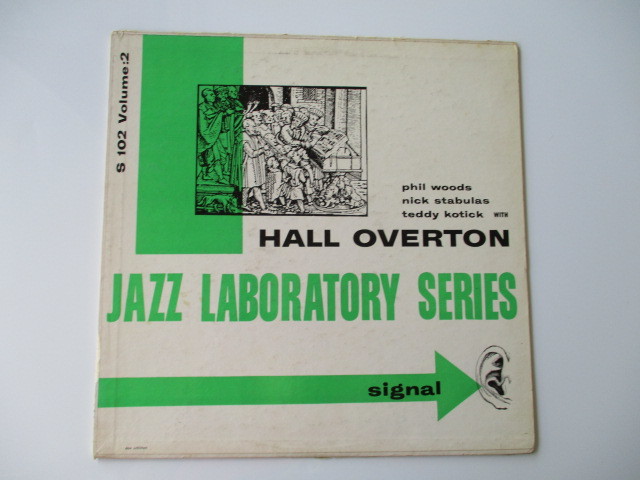 S 102 Volume:2
phil woods
nick stabulas
teddy kotick WITH
HALL OVERTON
JAZZ LABORATORY SERIES
signal